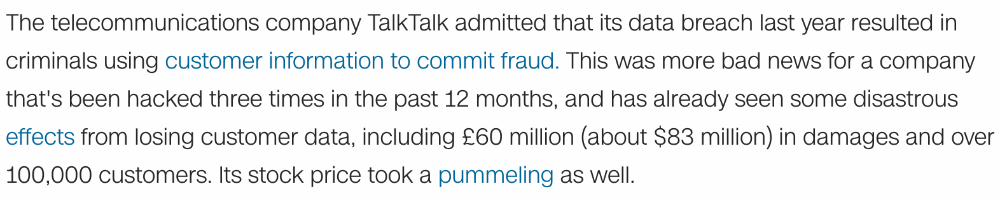 The telecommunications company TalkTalk admitted that its data breach last year resulted in
criminals using customer information to commit fraud. This was more bad news for a company
that's been hacked three times in the past 12 months, and has already seen some disastrous
effects from losing customer data, including £60 million (about $83 million) in damages and over
100,000 customers. Its stock price took a pummeling as well.